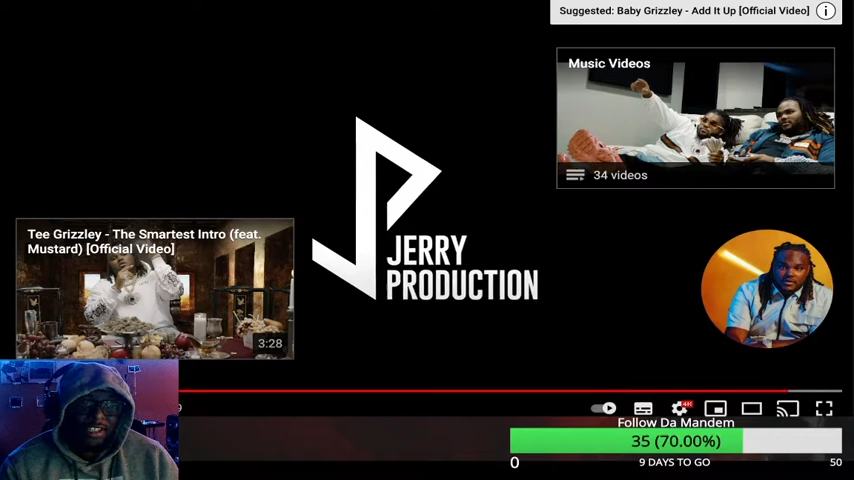 Suggested: Baby Grizzley - Add It Up [Official Video]
Music Videos
34 videos
Tee Grizzley - The Smartest Intro (feat.
Mustard) [Official Video]
3:28
JERRY
PRODUCTION
4K
Follow Da Mandem
35 (70.00%)
0
9 DAYS TO GO
50